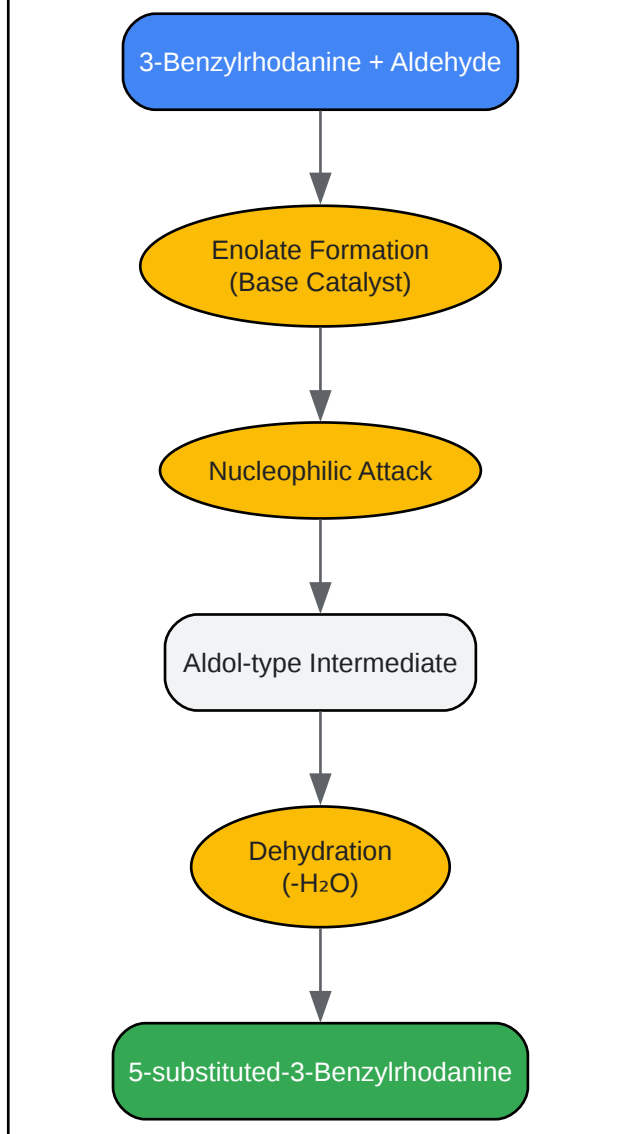 3-Benzylrhodanine + Aldehyde
Enolate Formation
(Base Catalyst)
Nucleophilic Attack
Aldol-type Intermediate
Dehydration
(-H₂O)
5-substituted-3-Benzylrhodanine